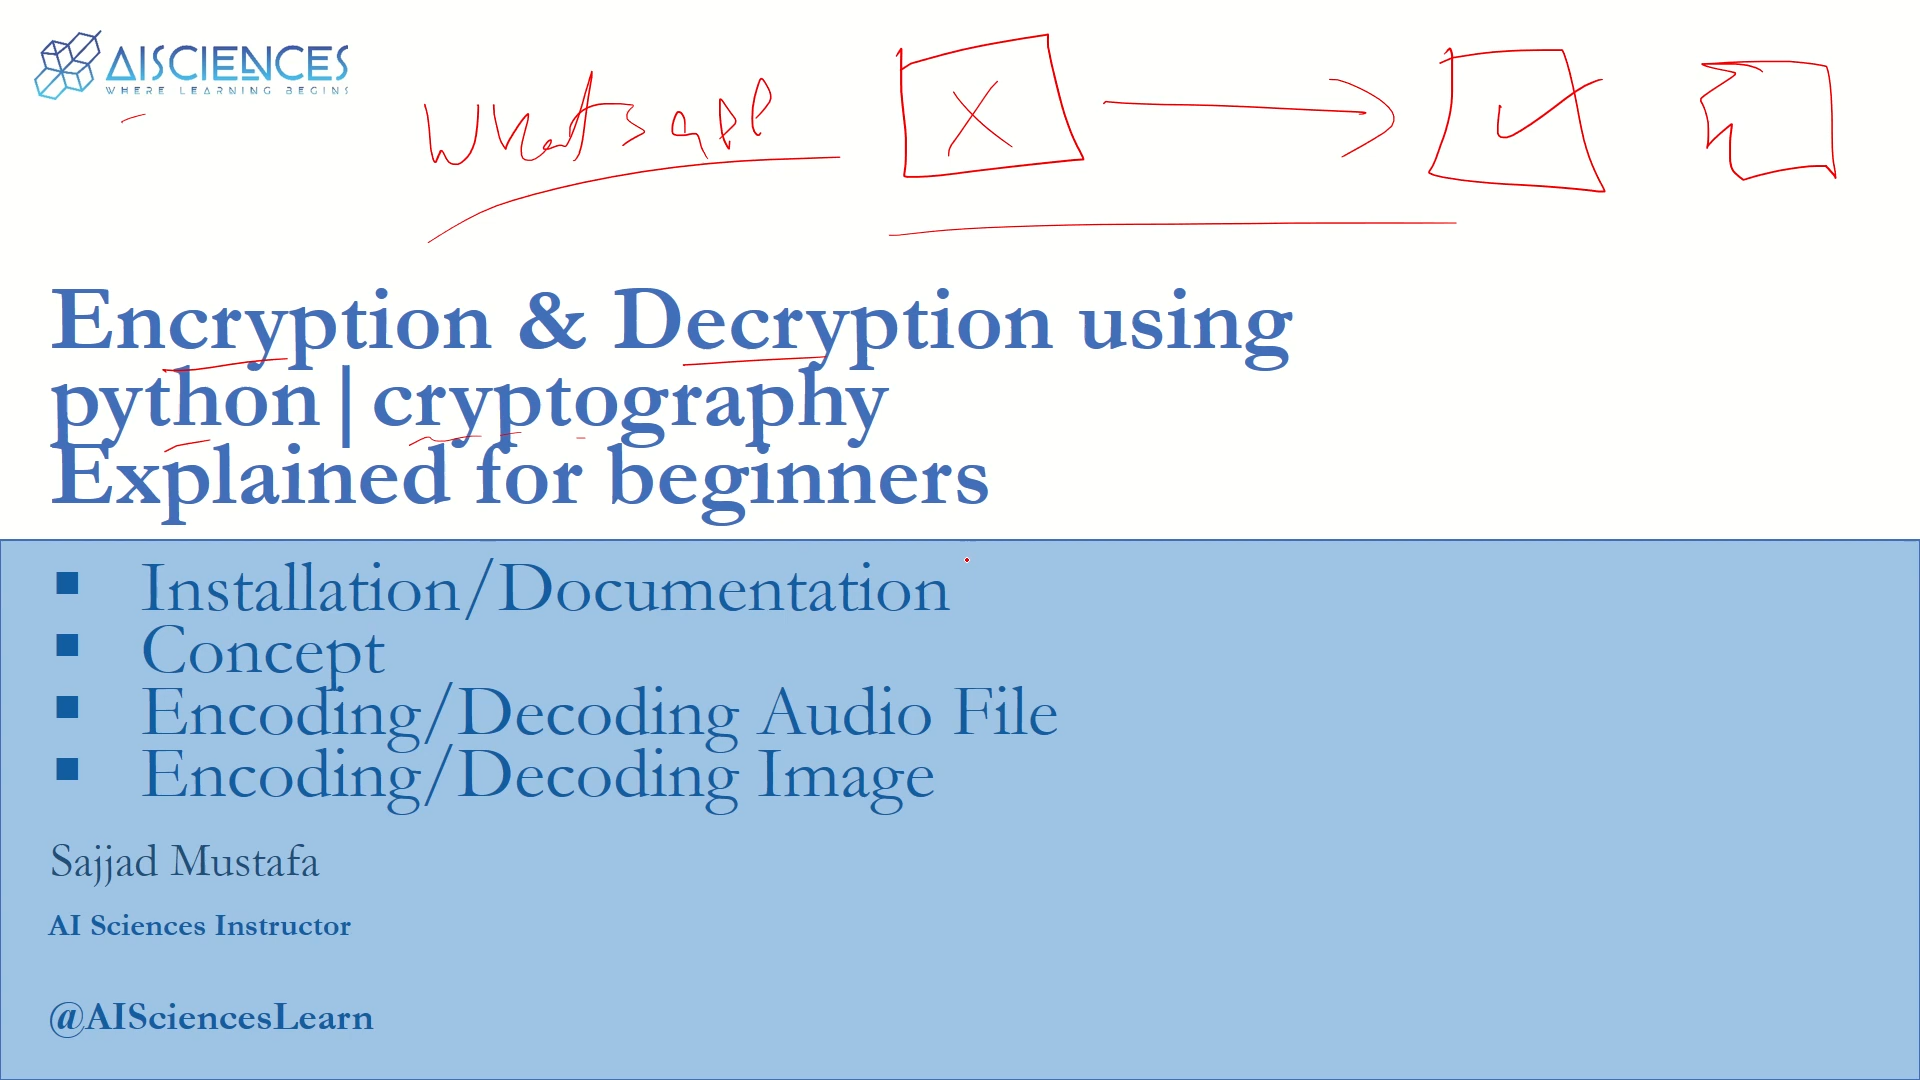 AISCIENCES
WHERE LEARNING BEGINS
Whatsapp
X
Encryption & Decryption using
python|cryptography
Explained for beginners
Installation/Documentation
Concept
Encoding/Decoding Audio File
Encoding/Decoding Image
Sajjad Mustafa
AI Sciences Instructor
@AISciencesLearn